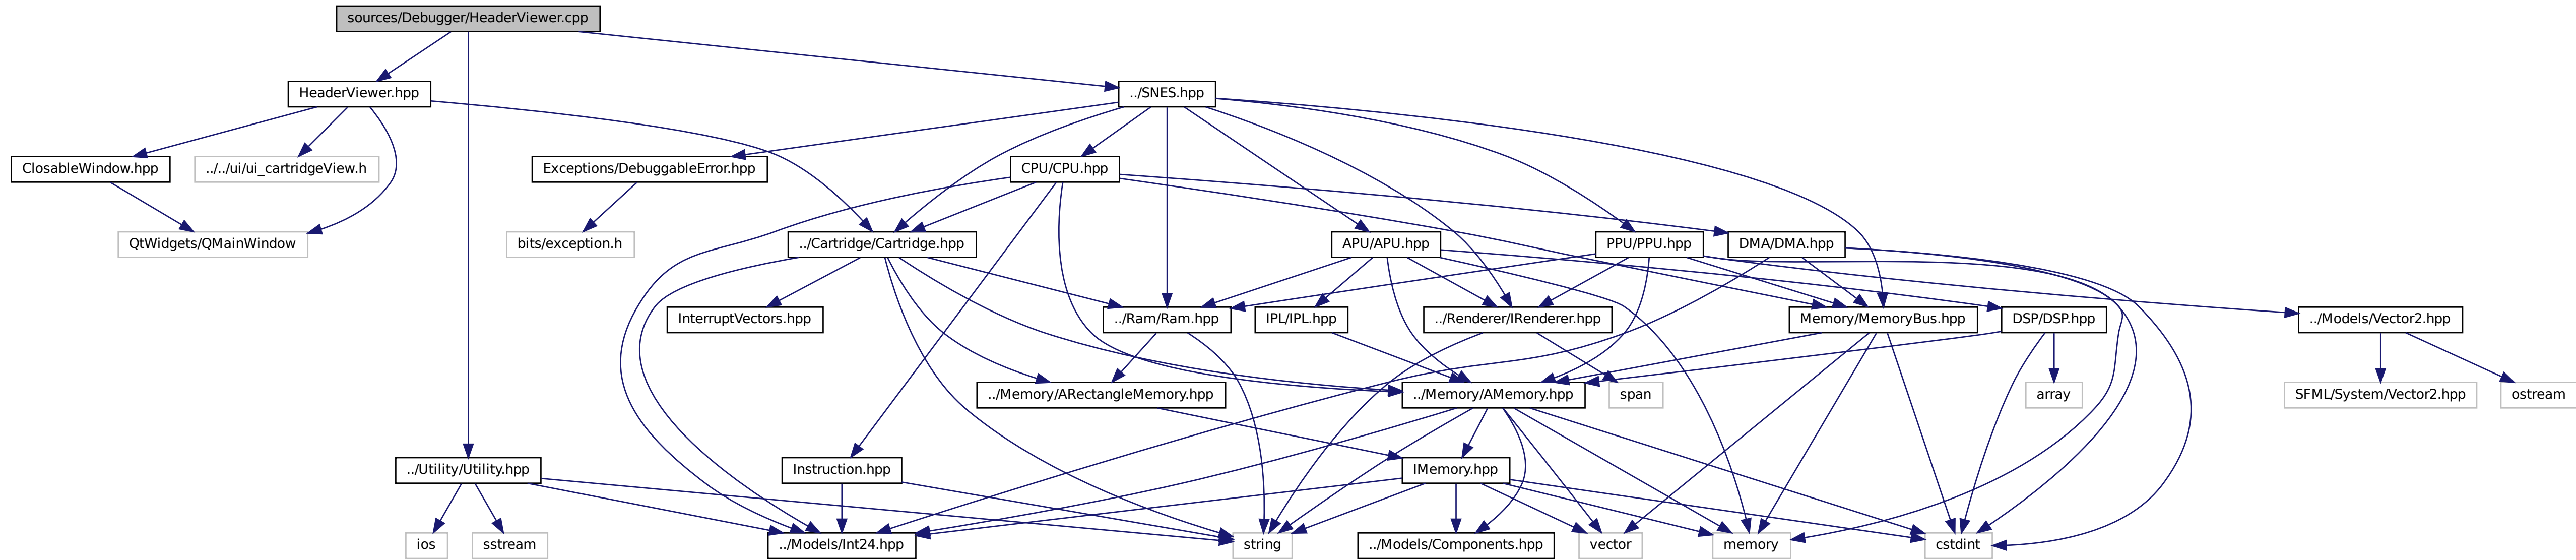 sources/Debugger/HeaderViewer.cpp
HeaderViewer.hpp
../SNES.hpp
ClosableWindow.hpp
../../ui/ui_cartridgeView.h
Exceptions/DebuggableError.hpp
CPU/CPU.hpp
QtWidgets/QMainWindow
bits/exception.h
../Cartridge/Cartridge.hpp
APU/APU.hpp
PPU/PPU.hpp
DMA/DMA.hpp
InterruptVectors.hpp
../Ram/Ram.hpp
IPL/IPL.hpp
../Renderer/IRenderer.hpp
Memory/MemoryBus.hpp
DSP/DSP.hpp
../Models/Vector2.hpp
../Memory/ARectangleMemory.hpp
../Memory/AMemory.hpp
span
array
SFML/System/Vector2.hpp
ostream
../Utility/Utility.hpp
Instruction.hpp
IMemory.hpp
ios
sstream
../Models/Int24.hpp
string
../Models/Components.hpp
vector
memory
cstdint